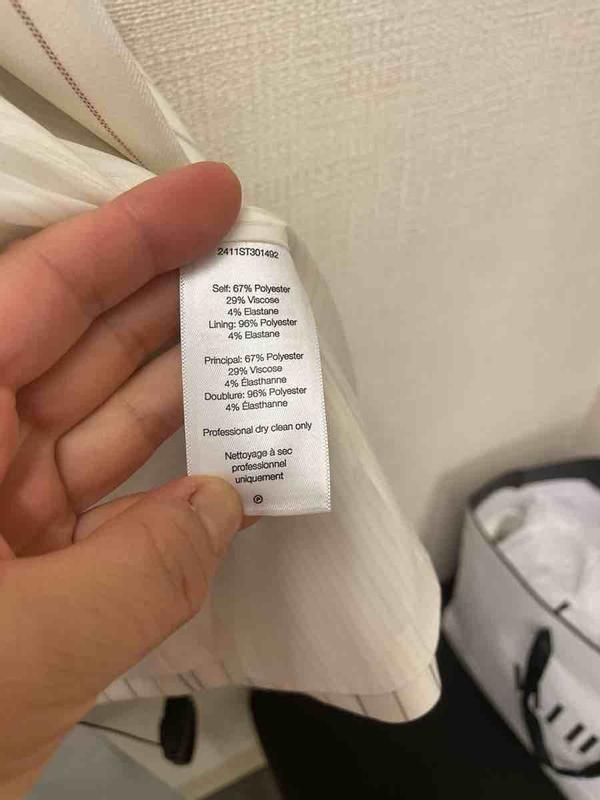 2411ST301492
Self: 67% Polyester
29% Viscose
4% Elastane
Lining: 96% Polyester
4% Elastane
Principal: 67% Polyester
29% Viscose
4% Élasthanne
Doublure: 96% Polyester
4% Élasthanne
Professional dry clean only
Nettoyage à sec
professionnel
uniquement
Ⓟ